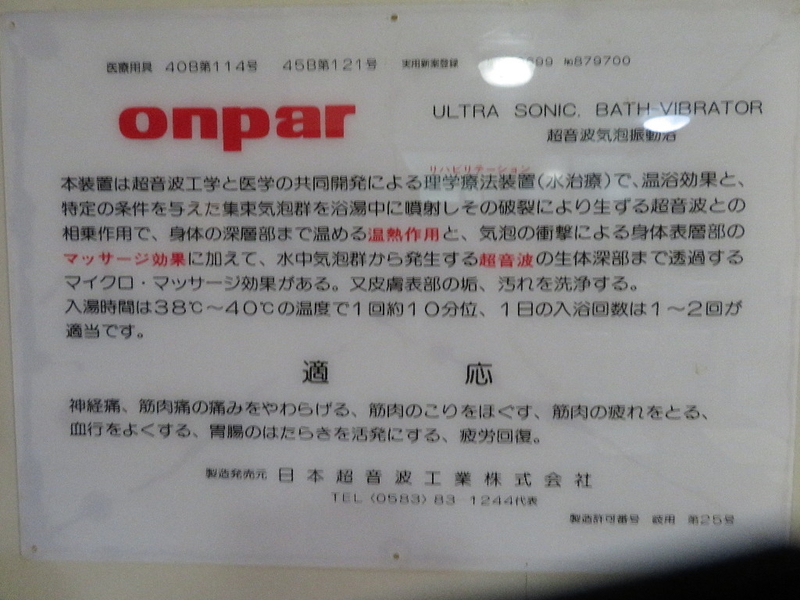 医療用具 40B第114号 45B第121号 実用新案登録 699 №879700
onpar
ULTRA SONIC. BATH-VIBRATOR
超音波気泡振動浴
リハビリテーション
本装置は超音波工学と医学の共同開発による理学療法装置(水治療)で、温浴効果と、
特定の条件を与えた集束気泡群を浴湯中に噴射しその破裂により生ずる超音波との
相乗作用で、身体の深層部まで温める温熱作用と、気泡の衝撃による身体表層部の
マッサージ効果に加えて、水中気泡群から発生する超音波の生体深部まで透過する
マイクロ・マッサージ効果がある。又皮膚表部の垢、汚れを洗浄する。
入湯時間は38℃〜40℃の温度で1回約10分位、1日の入浴回数は1〜2回が
適当です。
適 応
神経痛、筋肉痛の痛みをやわらげる、筋肉のこりをほぐす、筋肉の疲れをとる、
血行をよくする、胃腸のはたらきを活発にする、疲労回復。
製造発売元 日本超音波工業株式会社
TEL〈0583〉83-1244代表
製造許可番号 岐用 第25号